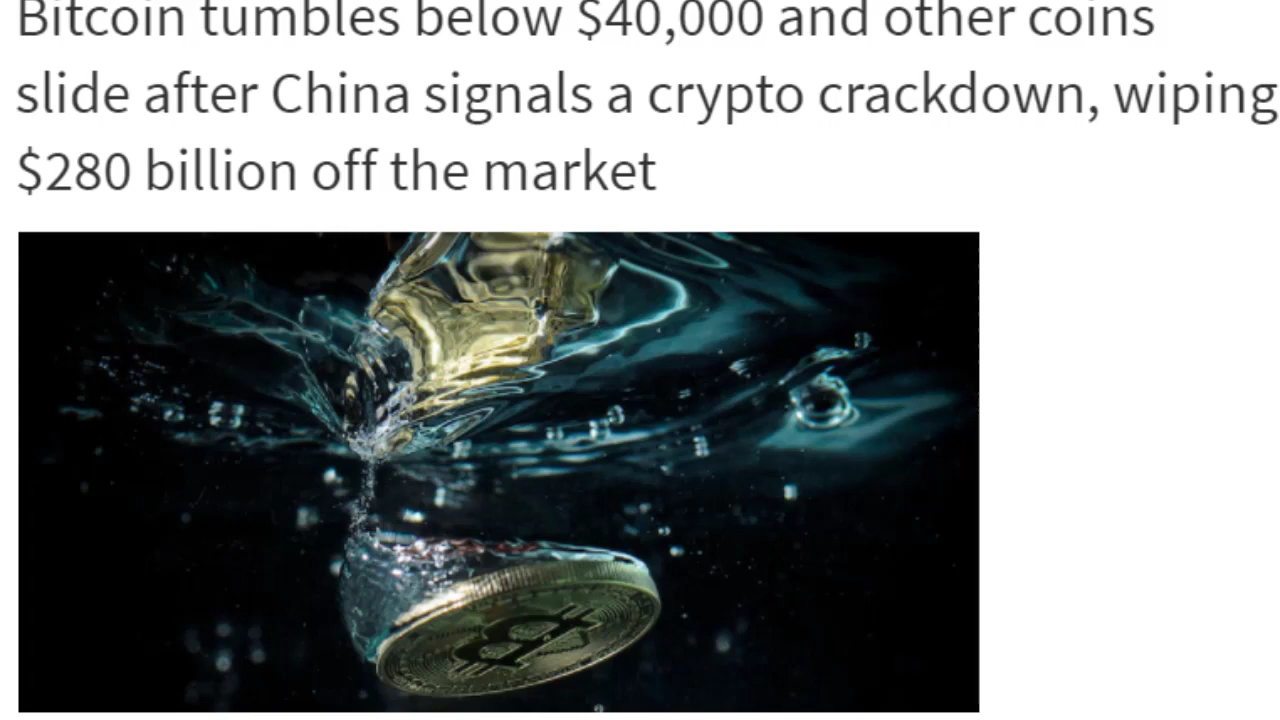 Bitcoin tumbles below $40,000 and other coins
slide after China signals a crypto crackdown, wiping
$280 billion off the market